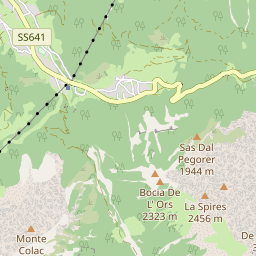 SS641
Sas Dal
Pegorer
1944 m
Bocia De
L' Ors
2323 m
La Spires
2456 m
De
Monte
Colac